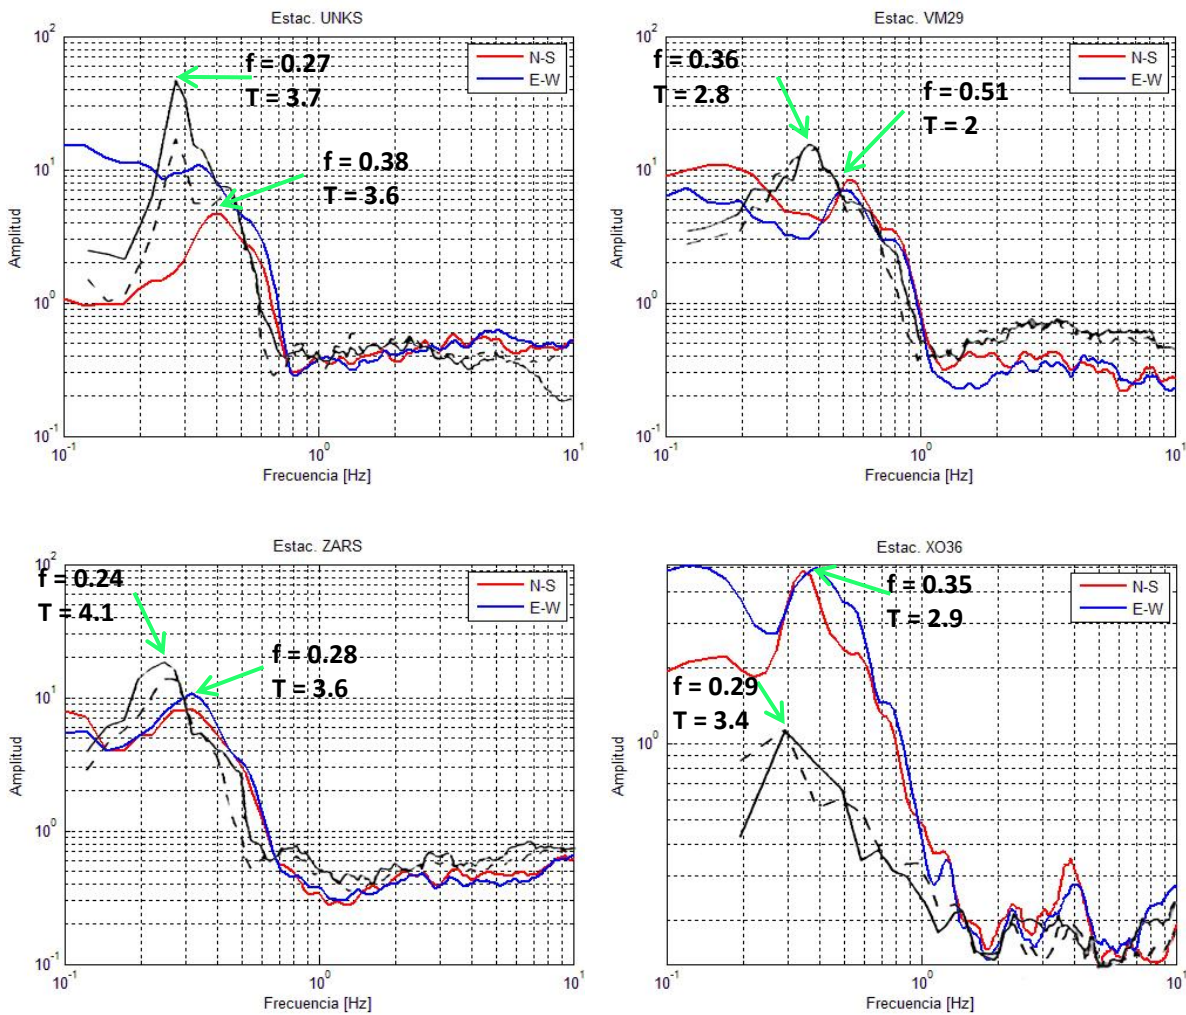 Estac. UNKS
10^2
10^1
10^0
10^-1
Amplitud
N-S
E-W
f = 0.27
T = 3.7
f = 0.38
T = 3.6
10^-1
10^0
10^1
Frecuencia [Hz]
Estac. VM29
10^2
10^1
10^0
10^-1
Amplitud
N-S
E-W
f = 0.36
T = 2.8
f = 0.51
T = 2
10^-1
10^0
10^1
Frecuencia [Hz]
Estac. ZARS
10^2
10^1
10^0
10^-1
Amplitud
N-S
E-W
f = 0.24
T = 4.1
f = 0.28
T = 3.6
10^-1
10^0
10^1
Frecuencia [Hz]
Estac. XO36
10^0
Amplitud
N-S
E-W
f = 0.35
T = 2.9
f = 0.29
T = 3.4
10^-1
10^0
10^1
Frecuencia [Hz]